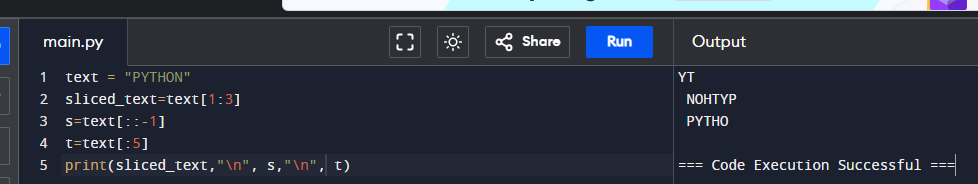 main.py
Share
Run
Output
1 text = "PYTHON"
2 sliced_text=text[1:3]
3 s=text[::-1]
4 t=text[:5]
5 print(sliced_text,"\n", s,"\n", t)
YT
NOHTYP
PYTHO
=== Code Execution Successful ===